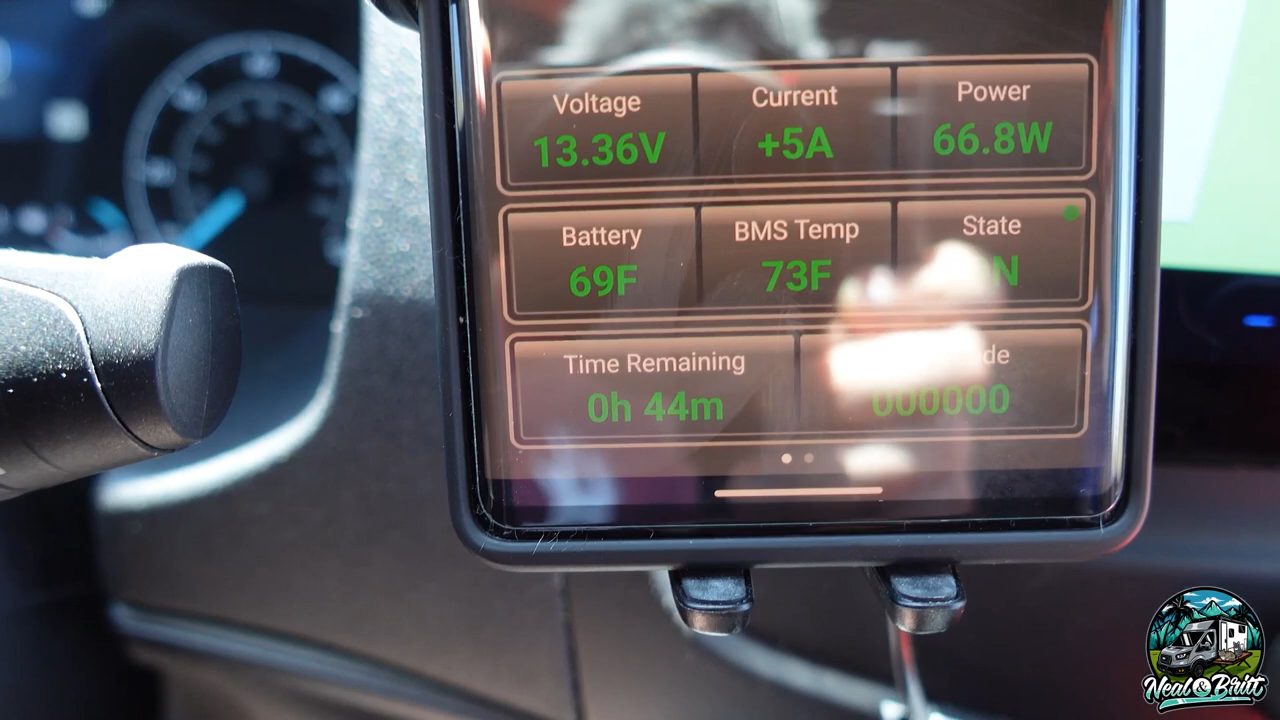 Voltage Current Power
13.36V +5A 66.8W
Battery BMS Temp State
69F 73F
Time Remaining
0h 44m 000000
Neal & Britt